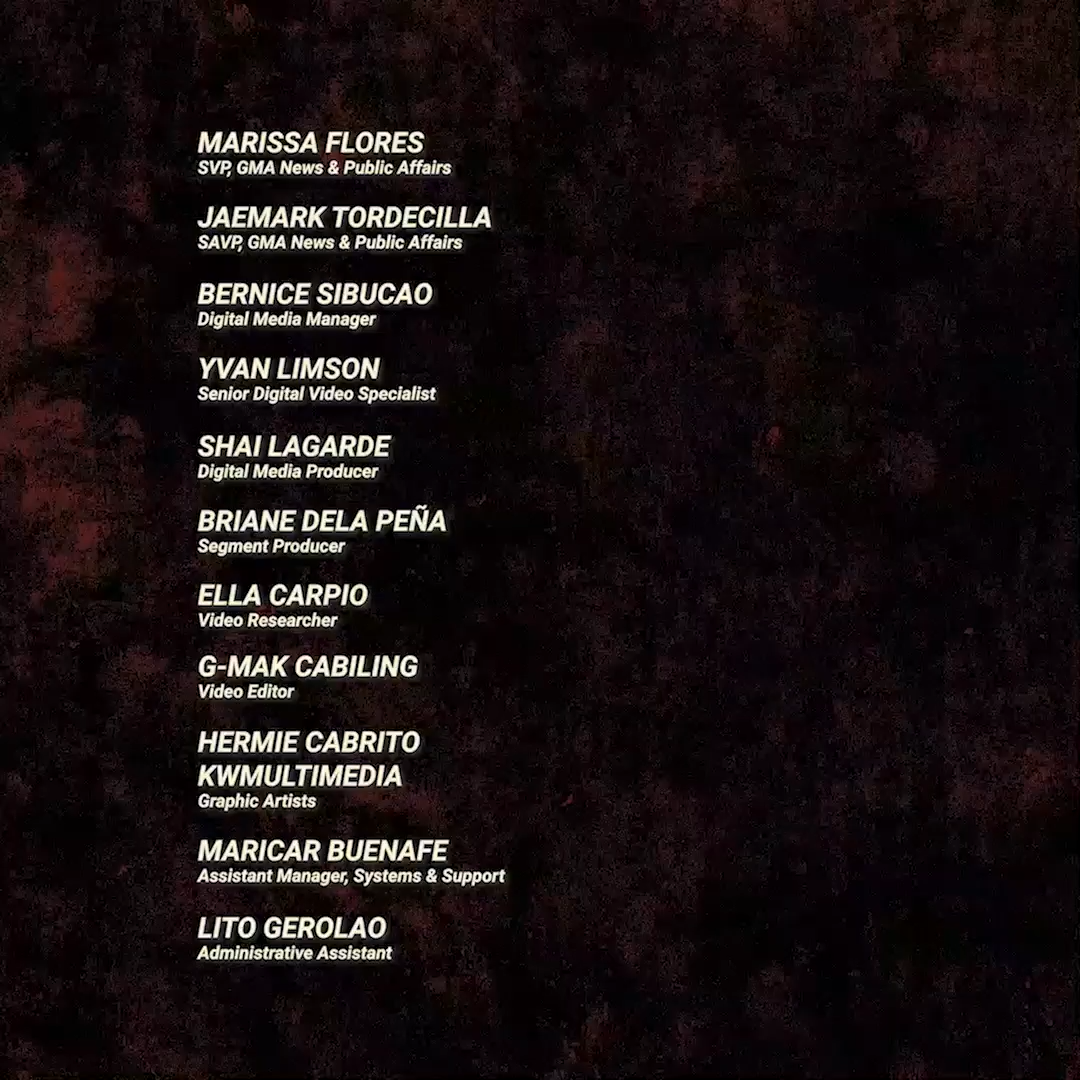 MARISSA FLORES
SVP, GMA News & Public Affairs
JAEMARK TORDECILLA
SAVP, GMA News & Public Affairs
BERNICE SIBUCAO
Digital Media Manager
YVAN LIMSON
Senior Digital Video Specialist
SHAI LAGARDE
Digital Media Producer
BRIANE DELA PEÑA
Segment Producer
ELLA CARPIO
Video Researcher
G-MAK CABILING
Video Editor
HERMIE CABRITO
KWMULTIMEDIA
Graphic Artists
MARICAR BUENAFE
Assistant Manager, Systems & Support
LITO GEROLAO
Administrative Assistant